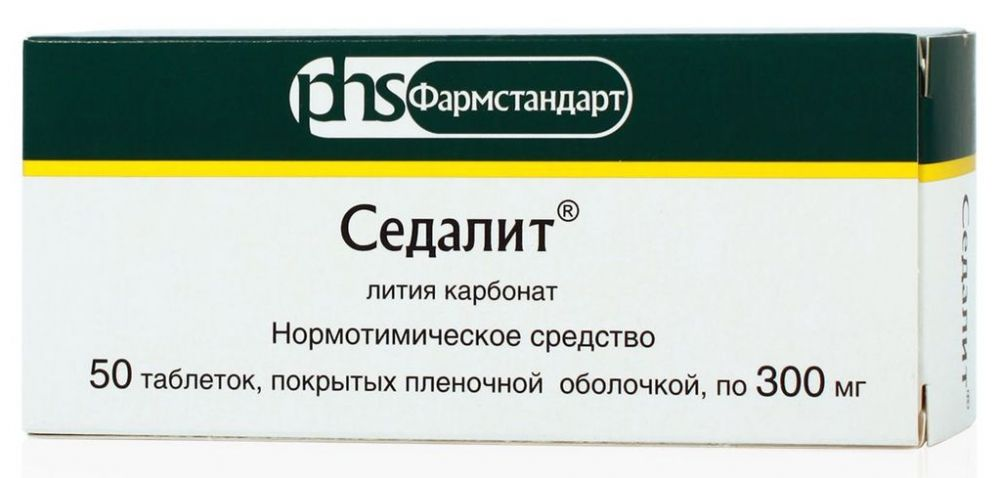 phs Фармстандарт
Седалит®
лития карбонат
Нормотимическое средство
50 таблеток, покрытых пленочной оболочкой, по 300 мг
Седалит®